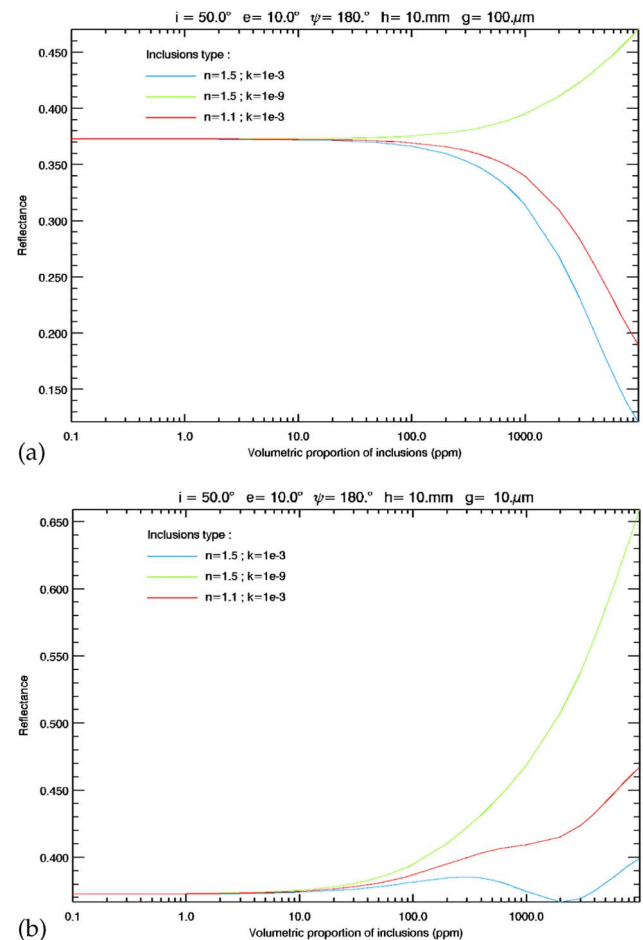 i = 50.0° e= 10.0° ψ= 180.° h= 10.mm g= 100.μm
Inclusions type :
n=1.5 ; k=1e-3
n=1.5 ; k=1e-9
n=1.1 ; k=1e-3
0.450
0.400
0.350
0.300
0.250
0.200
0.150
Reflectance
0.1 1.0 10.0 100.0 1000.0
Volumetric proportion of inclusions (ppm)
(a)
i = 50.0° e= 10.0° ψ= 180.° h= 10.mm g= 10.μm
Inclusions type :
n=1.5 ; k=1e-3
n=1.5 ; k=1e-9
n=1.1 ; k=1e-3
0.650
0.600
0.550
0.500
0.450
0.400
Reflectance
0.1 1.0 10.0 100.0 1000.0
Volumetric proportion of inclusions (ppm)
(b)